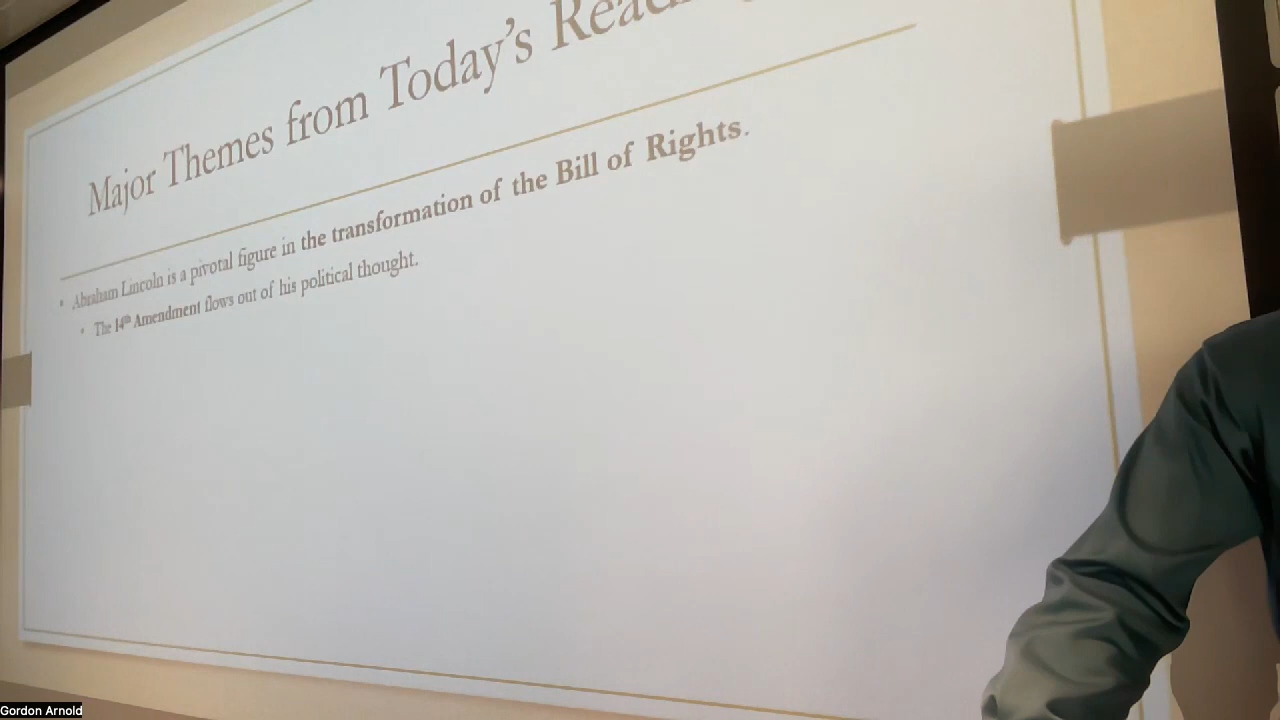 Major Themes from Today's
• Abraham Lincoln is a pivotal figure in the transformation of the Bill of Rights.
• The 14th Amendment flows out of his political thought.
Gordon Arnold